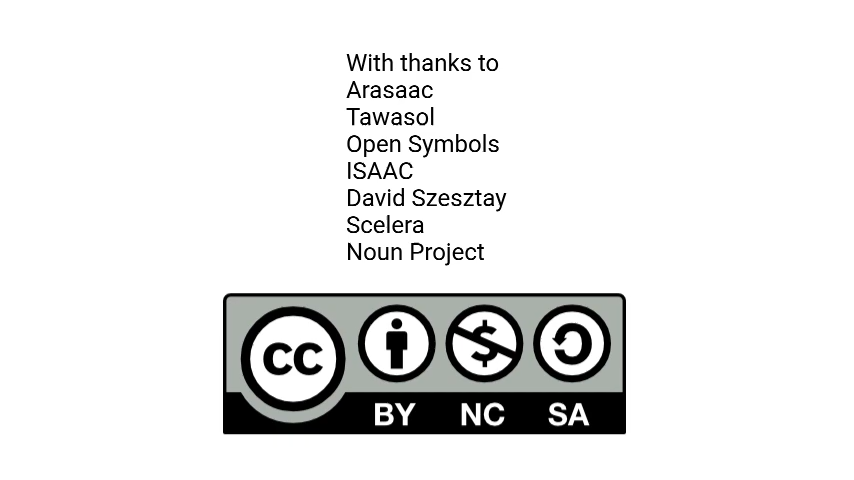 With thanks to
Arasaac
Tawasol
Open Symbols
ISAAC
David Szesztay
Scelera
Noun Project
CC
BY NC SA